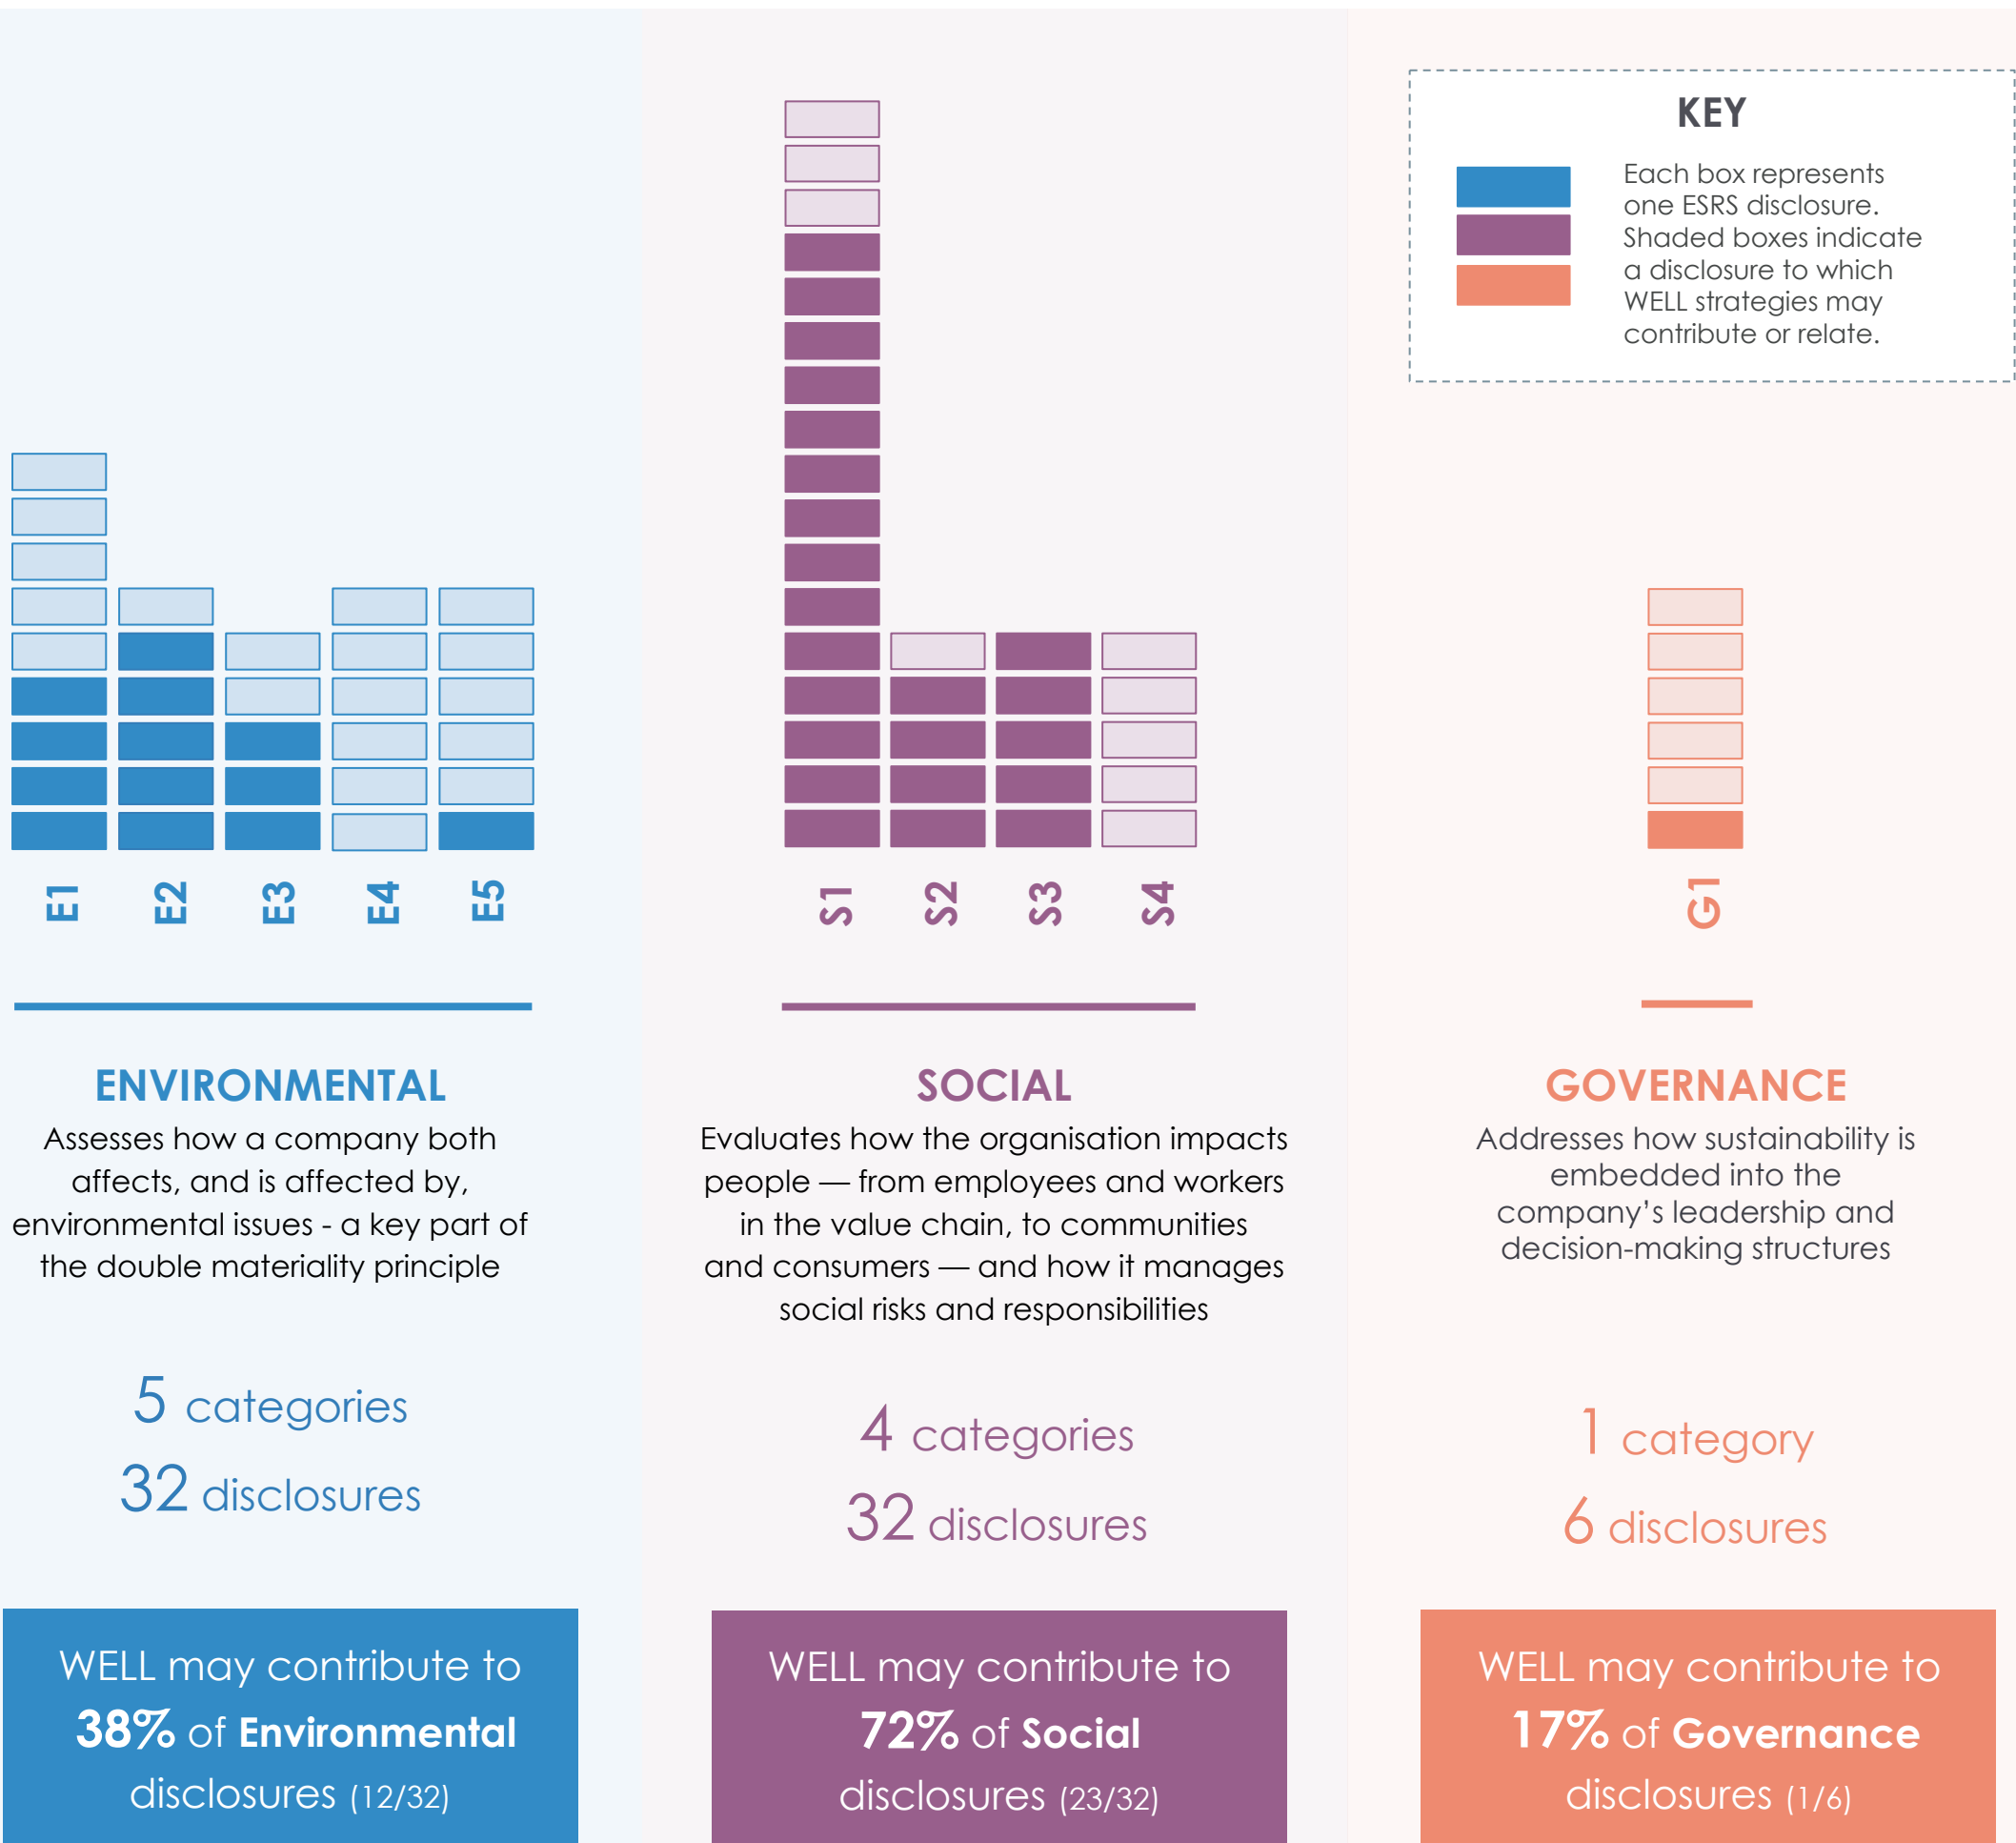 KEY
Each box represents
one ESRS disclosure.
Shaded boxes indicate
a disclosure to which
WELL strategies may
contribute or relate.
E1
E2
E3
E4
E5
S1
S2
S3
S4
G1
ENVIRONMENTAL
Assesses how a company both
affects, and is affected by,
environmental issues - a key part of
the double materiality principle
5 categories
32 disclosures
WELL may contribute to
38% of Environmental
disclosures (12/32)
SOCIAL
Evaluates how the organisation impacts
people — from employees and workers
in the value chain, to communities
and consumers — and how it manages
social risks and responsibilities
4 categories
32 disclosures
WELL may contribute to
72% of Social
disclosures (23/32)
GOVERNANCE
Addresses how sustainability is
embedded into the
company’s leadership and
decision-making structures
1 category
6 disclosures
WELL may contribute to
17% of Governance
disclosures (1/6)